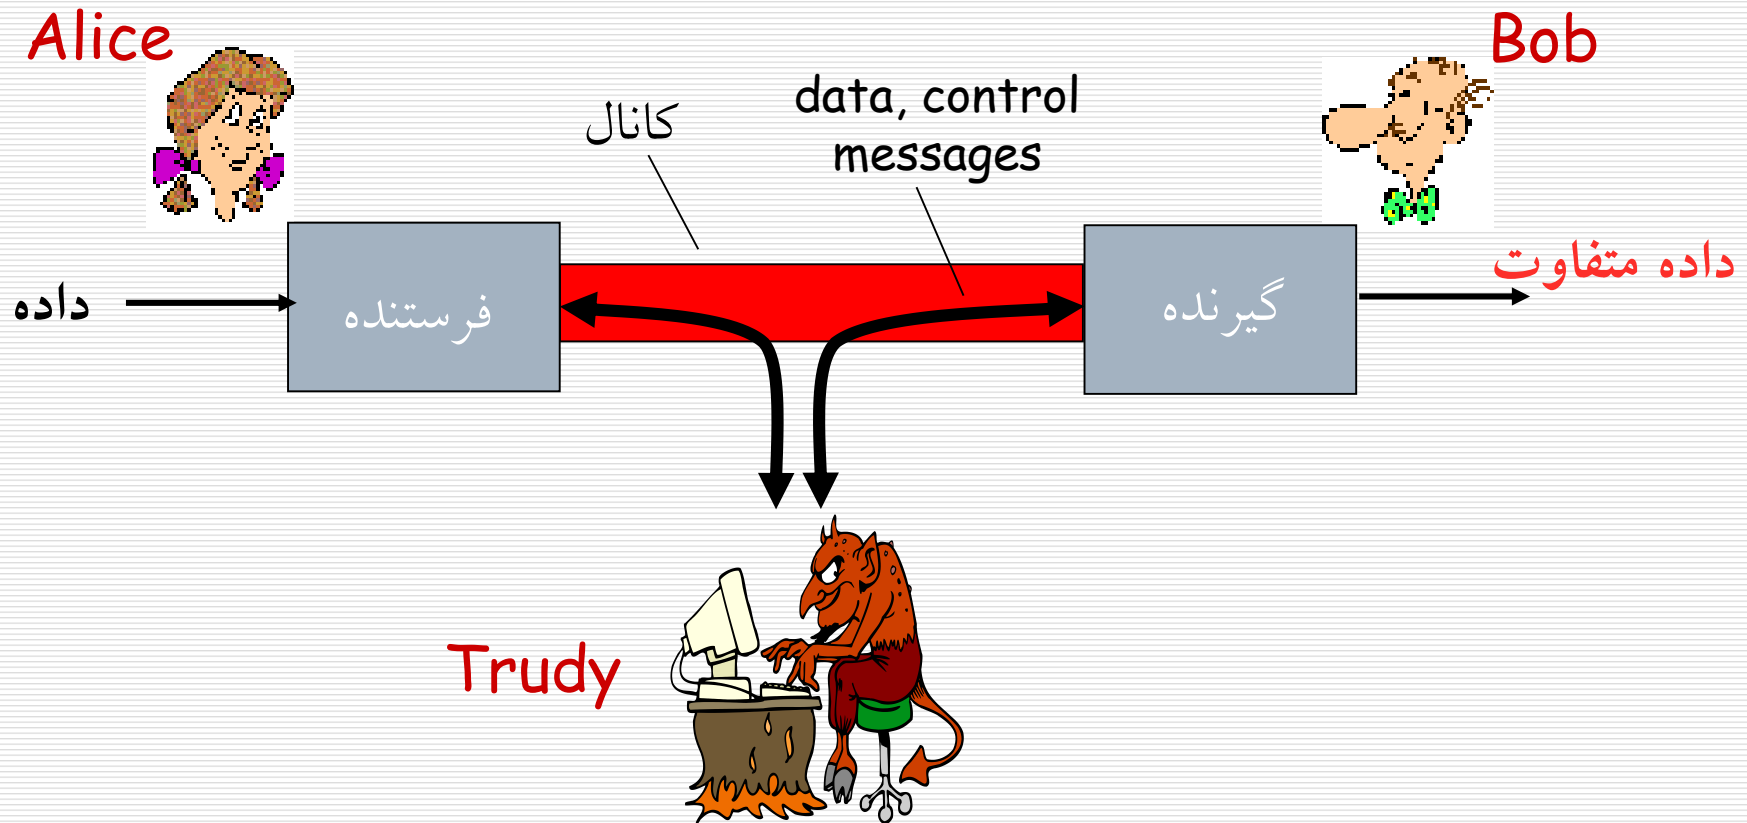 Alice
Bob
کانال
data, control
messages
داده
فرستنده
گیرنده
داده متفاوت
Trudy